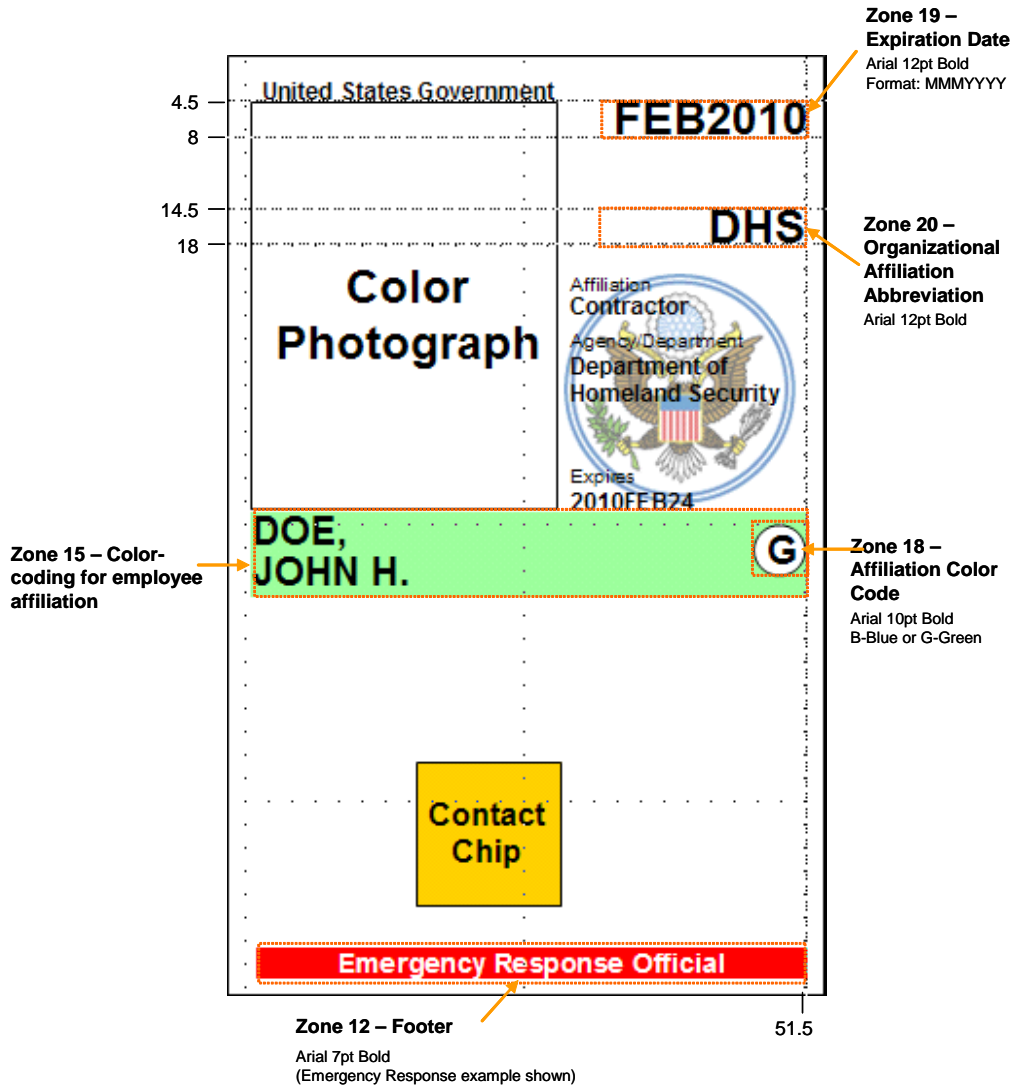 Zone 19 –
Expiration Date
Arial 12pt Bold
Format: MMMYYYY
United States Government
4.5
FEB2010
8
14.5
DHS
18
Zone 20 –
Organizational
Affiliation
Abbreviation
Arial 12pt Bold
Color
Photograph
Affiliation
Contractor
Agency/Department
Department of
Homeland Security
Expires
2010FEB24
DOE,
JOHN H.
G
Zone 15 – Color-
coding for employee
affiliation
Zone 18 –
Affiliation Color
Code
Arial 10pt Bold
B-Blue or G-Green
Contact
Chip
Emergency Response Official
Zone 12 – Footer
51.5
Arial 7pt Bold
(Emergency Response example shown)